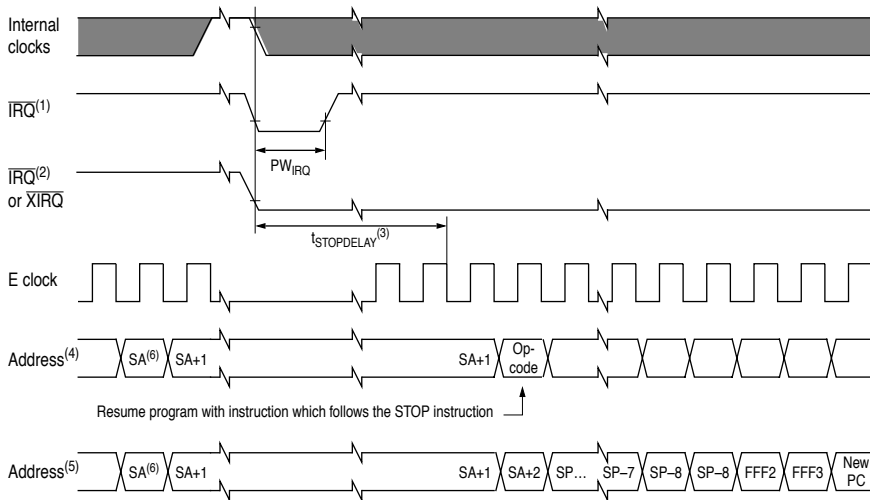 Internal
clocks
IRQ(1)
PWIRQ
IRQ(2)
or XIRQ
tSTOPDELAY(3)
E clock
Address(4) SA(6) SA+1 SA+1 Op-
code
Resume program with instruction which follows the STOP instruction
Address(5) SA(6) SA+1 SA+1 SA+2 SP... SP–7 SP–8 SP–8 FFF2 FFF3 New
PC